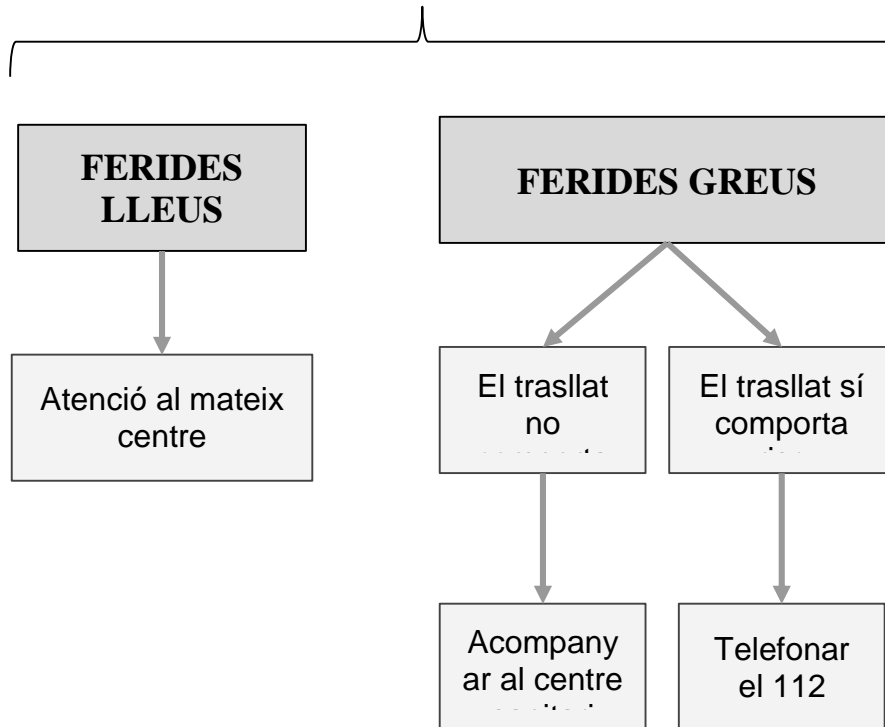 FERIDES
LLEUS
FERIDES GREUS
Atenció al mateix
centre
El trasllat
no
El trasllat sí
comporta
Acompany
ar al centre
Telefonar
el 112